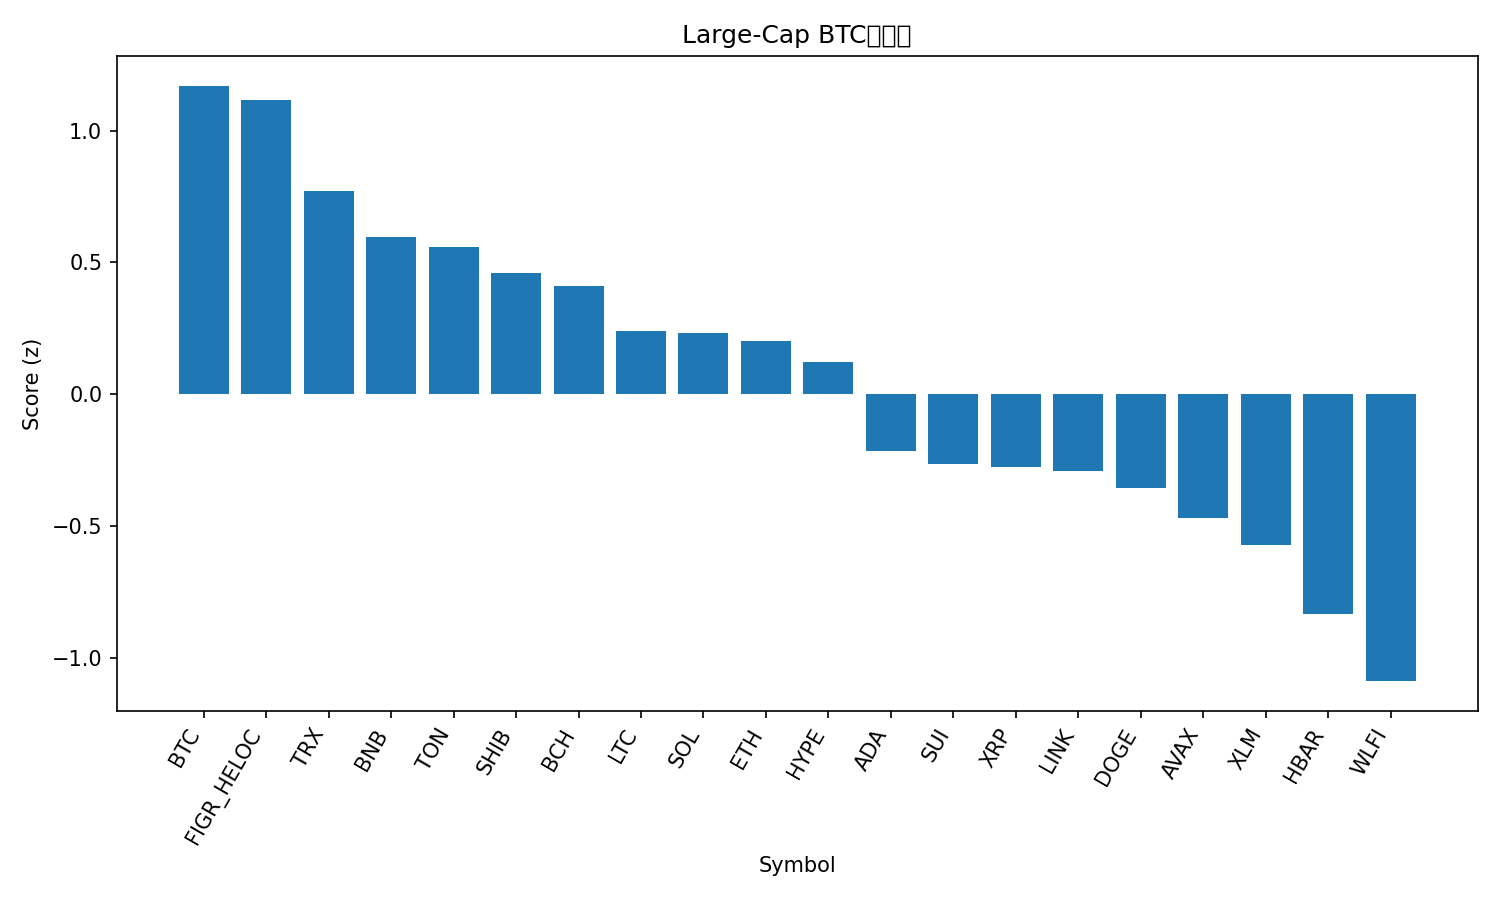 Large-Cap BTC
Score (z)
1.0
0.5
0.0
−0.5
−1.0
BTC
FIGR_HELOC
TRX
BNB
TON
SHIB
BCH
LTC
SOL
ETH
HYPE
ADA
SUI
XRP
LINK
DOGE
AVAX
XLM
HBAR
WLFI
Symbol